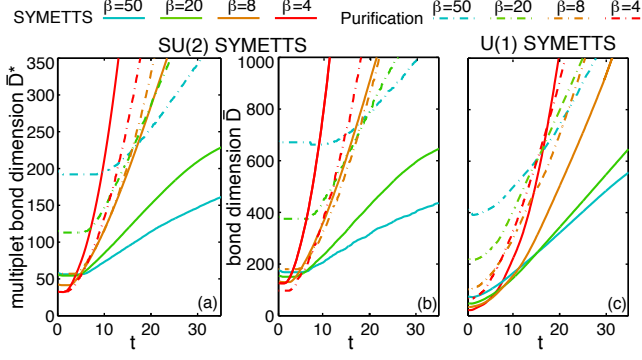 SYMETTS β=50 β=20 β=8 β=4 Purification β=50 β=20 β=8 β=4
SU(2) SYMETTS U(1) SYMETTS
multiplet bond dimension D̄*
350
300
250
200
150
100
50
0
0 10 20 30
t
(a)
bond dimension D̄
1000
800
600
400
200
0
0 10 20 30
t
(b)
0 10 20 30
t
(c)